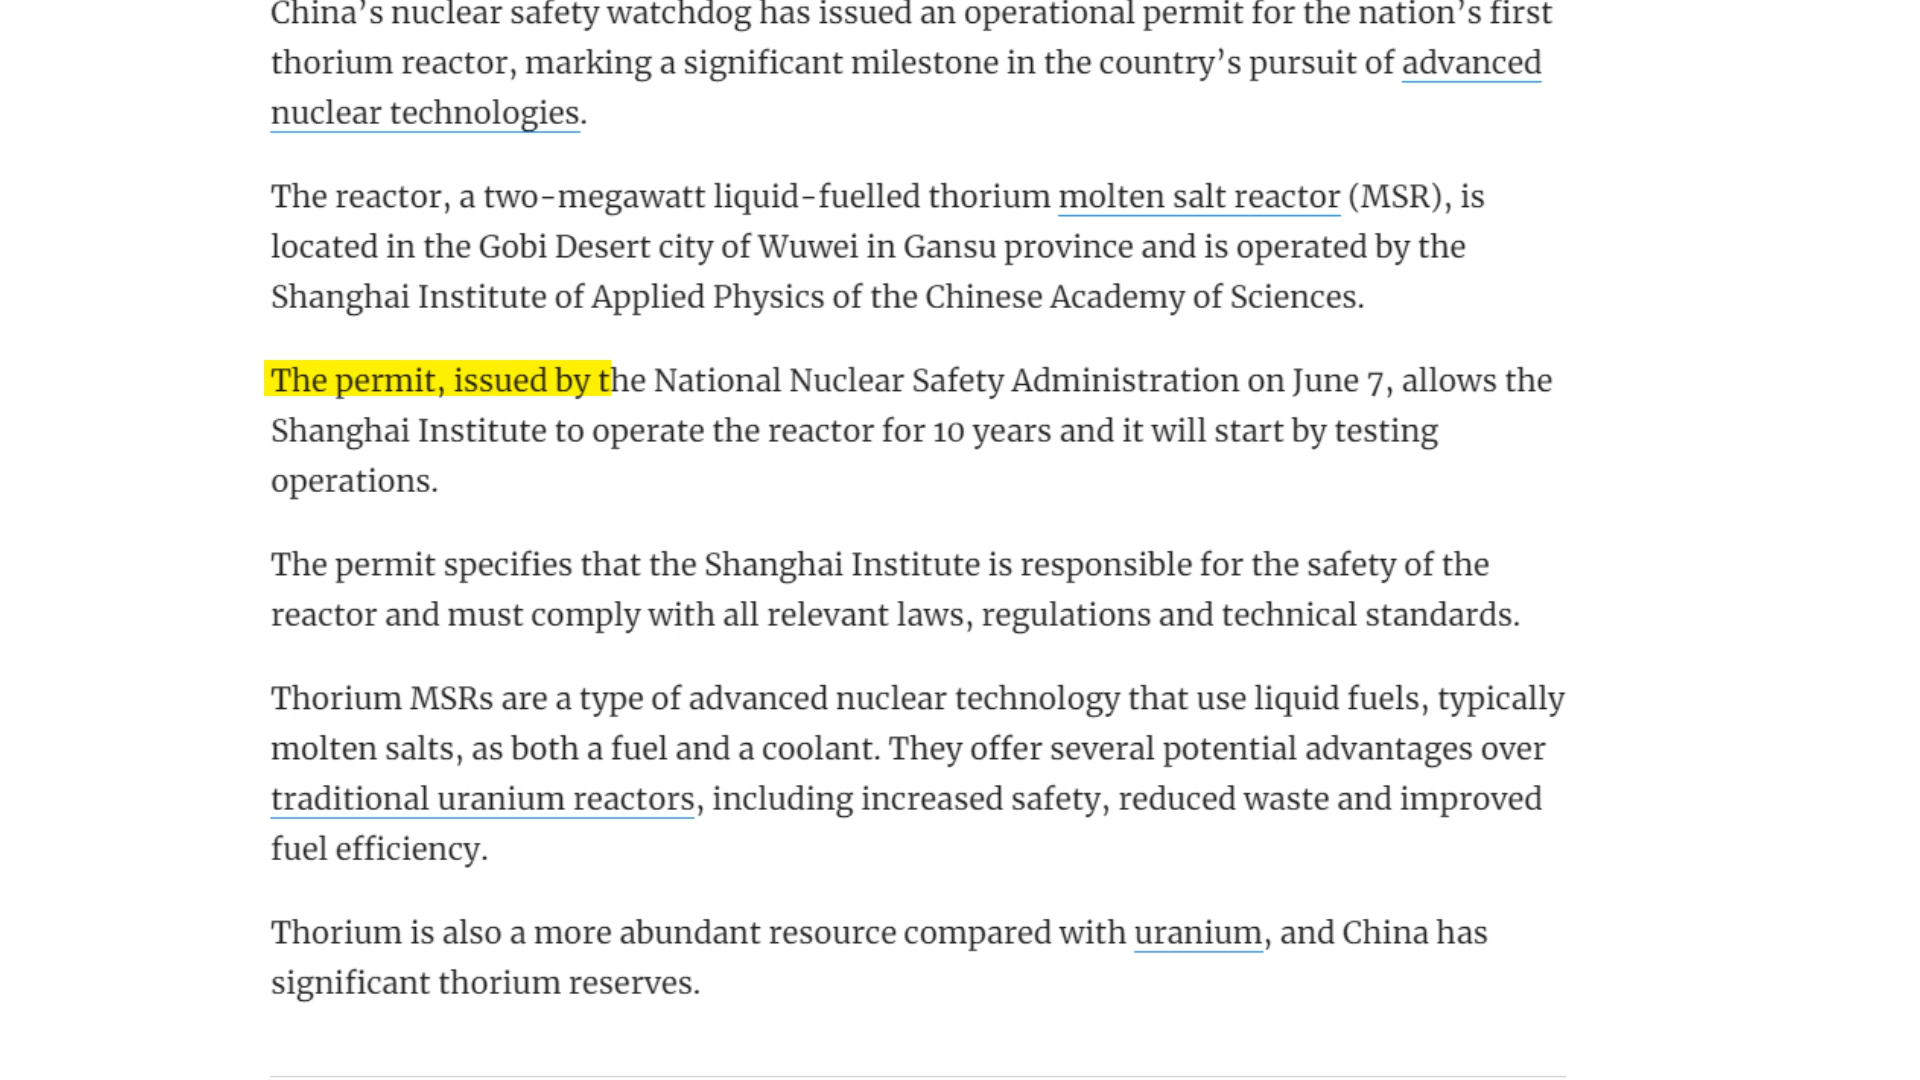 China’s nuclear safety watchdog has issued an operational permit for the nation’s first
thorium reactor, marking a significant milestone in the country’s pursuit of advanced
nuclear technologies.
The reactor, a two-megawatt liquid-fuelled thorium molten salt reactor (MSR), is
located in the Gobi Desert city of Wuwei in Gansu province and is operated by the
Shanghai Institute of Applied Physics of the Chinese Academy of Sciences.
The permit, issued by the National Nuclear Safety Administration on June 7, allows the
Shanghai Institute to operate the reactor for 10 years and it will start by testing
operations.
The permit specifies that the Shanghai Institute is responsible for the safety of the
reactor and must comply with all relevant laws, regulations and technical standards.
Thorium MSRs are a type of advanced nuclear technology that use liquid fuels, typically
molten salts, as both a fuel and a coolant. They offer several potential advantages over
traditional uranium reactors, including increased safety, reduced waste and improved
fuel efficiency.
Thorium is also a more abundant resource compared with uranium, and China has
significant thorium reserves.